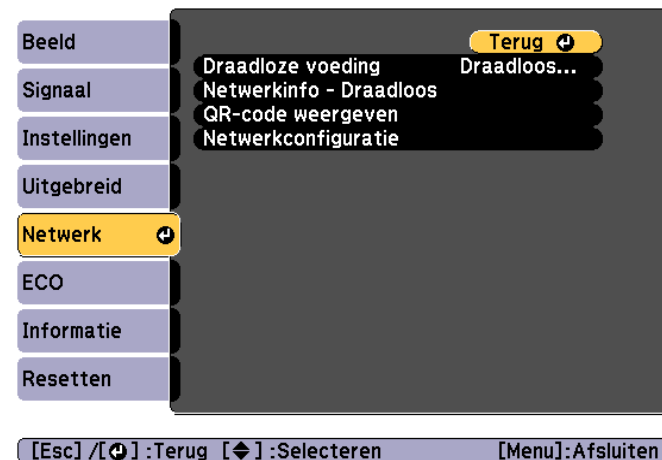 Beeld
Signaal
Instellingen
Uitgebreid
Netwerk
ECO
Informatie
Resetten
Terug
Draadloze voeding Draadloos...
Netwerkinfo - Draadloos
QR-code weergeven
Netwerkconfiguratie
[Esc] /[ ] :Terug [ ] :Selecteren [Menu]:Afsluiten